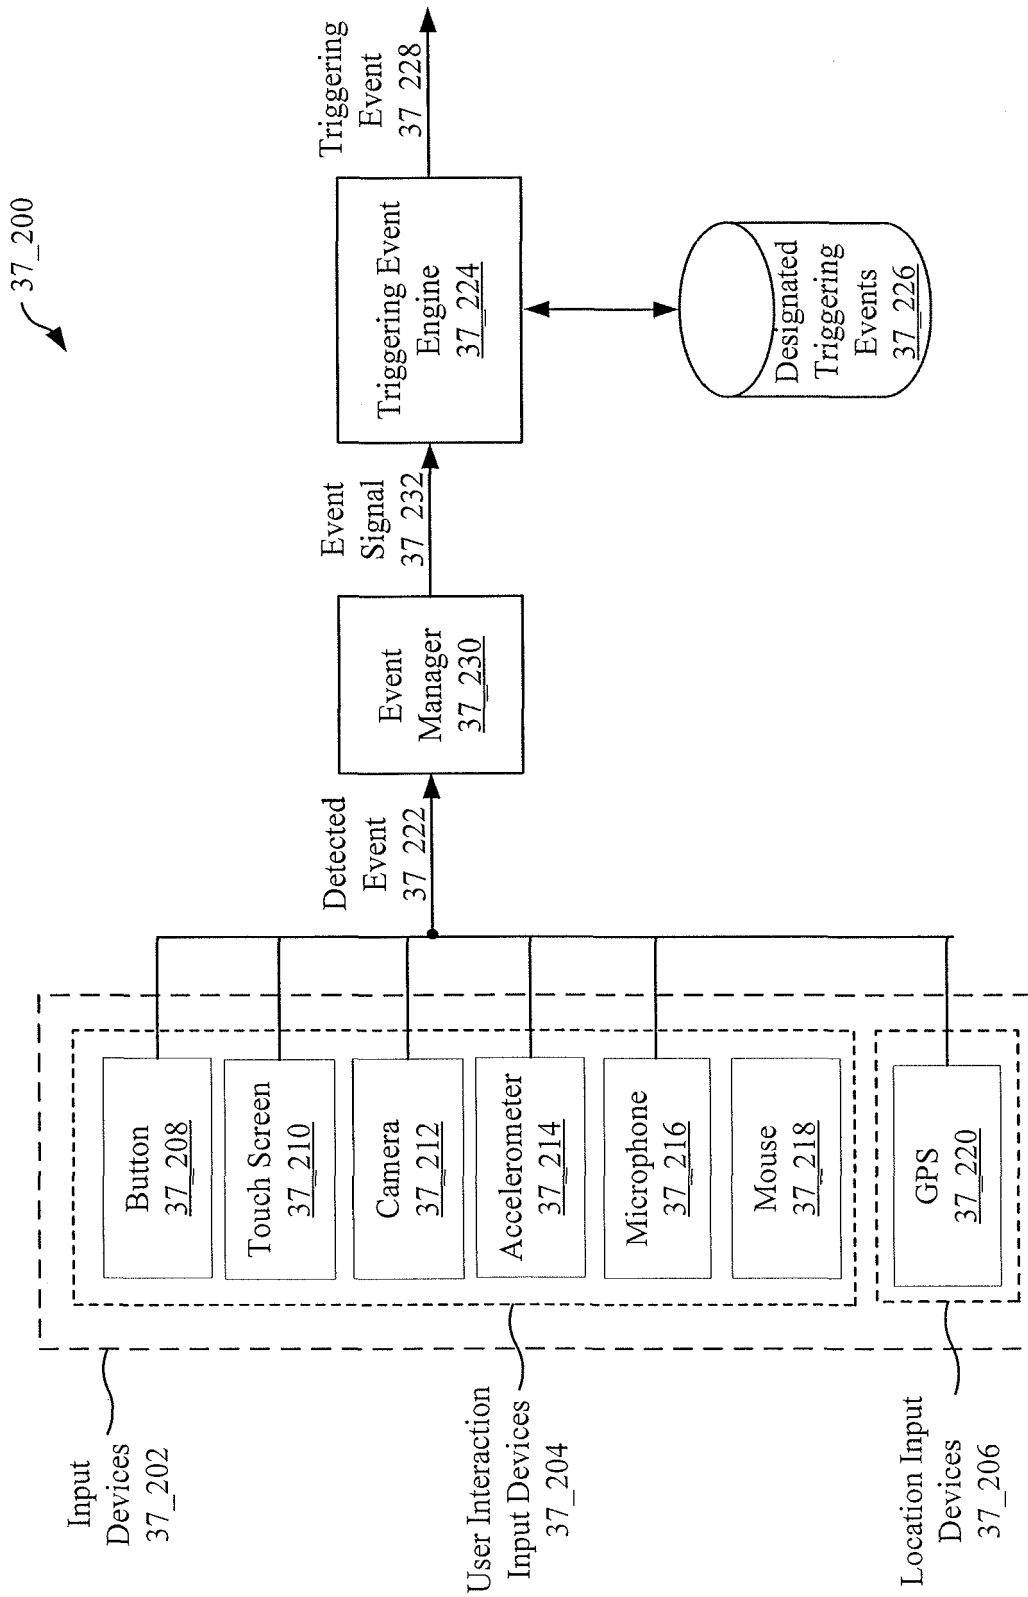 37_200
Input
Devices
37_202
User Interaction
Input Devices
37_204
Location Input
Devices
37_206
Button
37_208
Touch Screen
37_210
Camera
37_212
Accelerometer
37_214
Microphone
37_216
Mouse
37_218
GPS
37_220
Detected
Event
37_222
Event
Manager
37_230
Event
Signal
37_232
Triggering Event
Engine
37_224
Triggering
Event
37_228
Designated
Triggering
Events
37_226